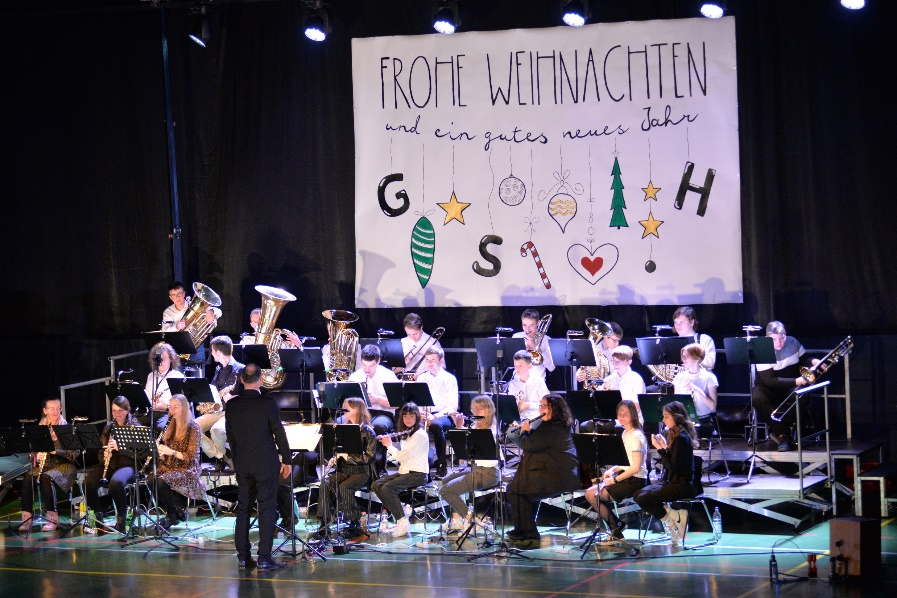 FROHE WEIHNACHTEN
und ein gutes neues Jahr
G S H